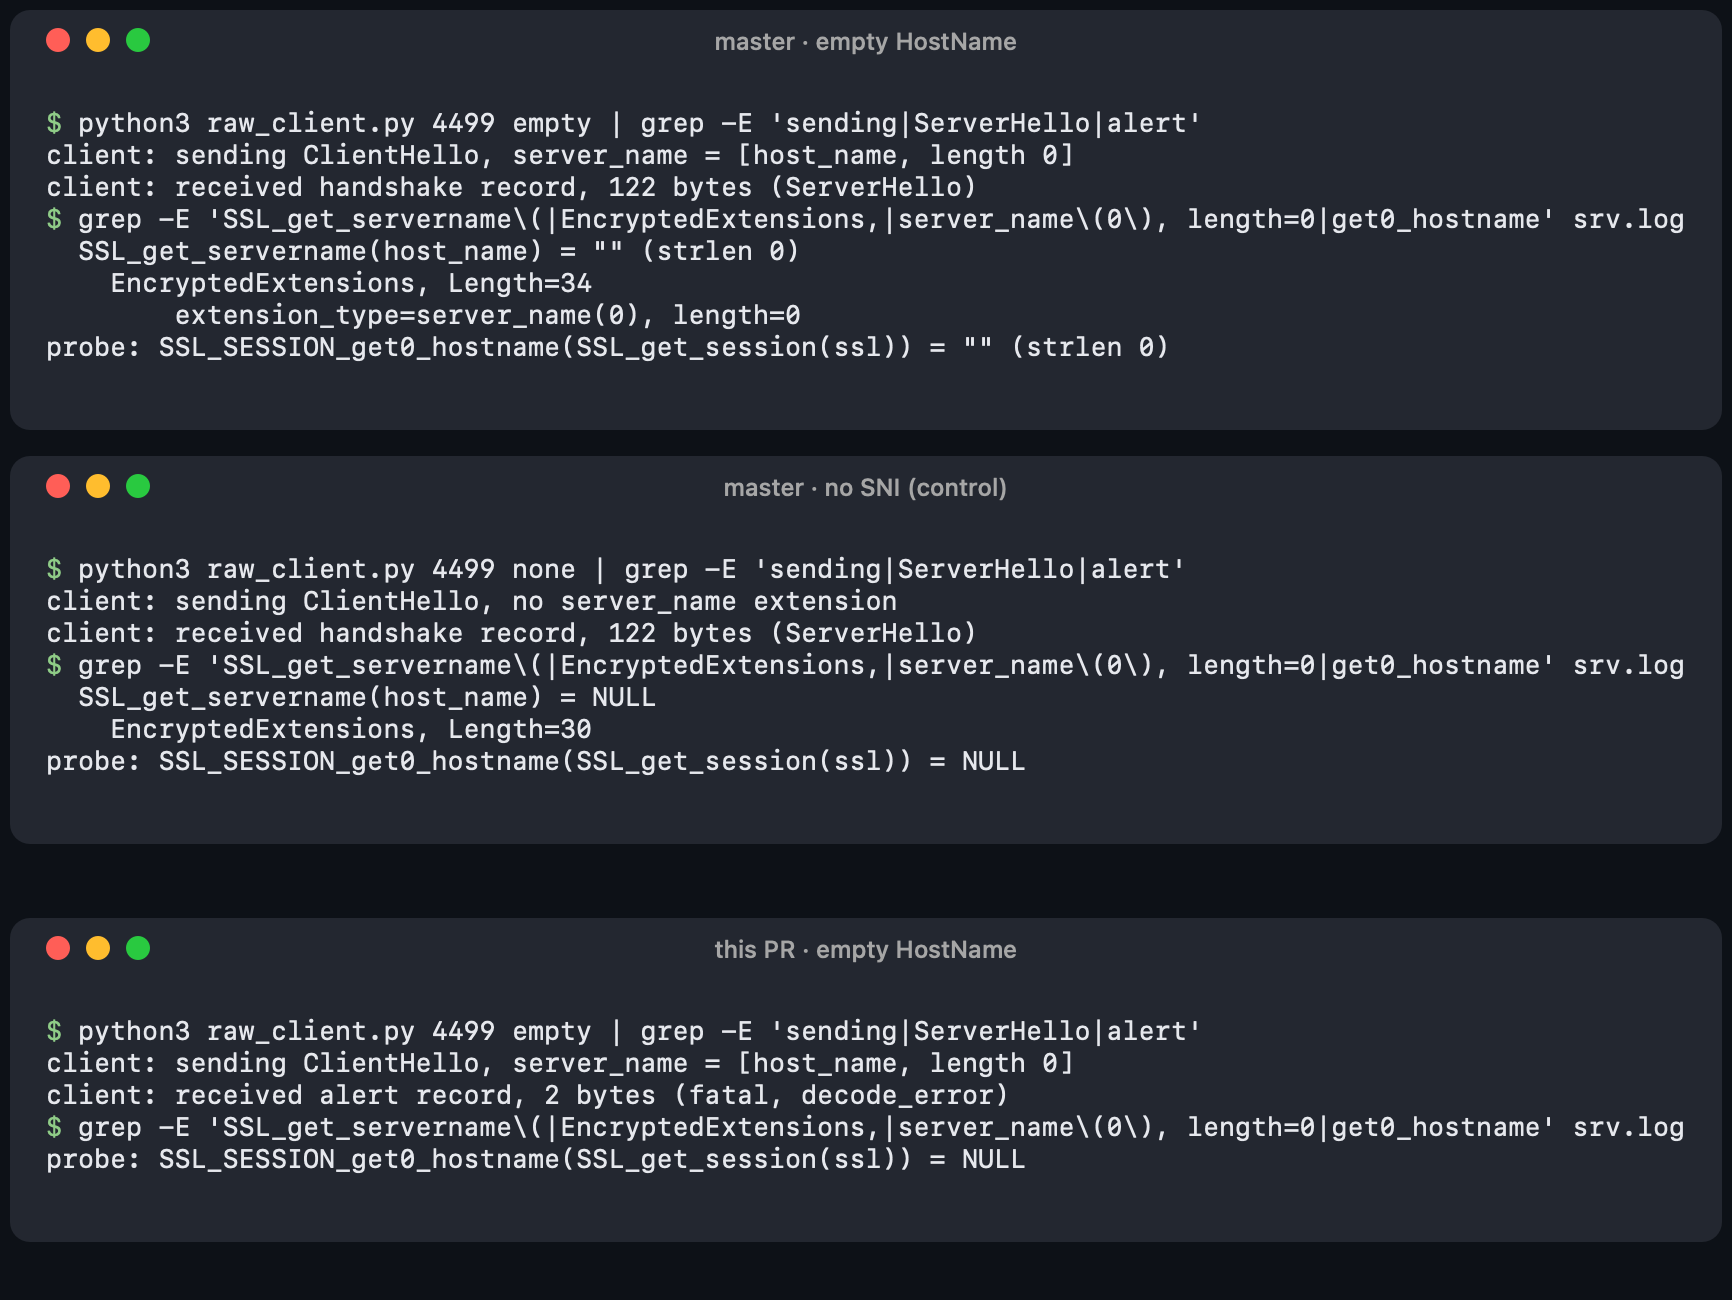 master · empty HostName
$ python3 raw_client.py 4499 empty | grep -E 'sending|ServerHello|alert'
client: sending ClientHello, server_name = [host_name, length 0]
client: received handshake record, 122 bytes (ServerHello)
$ grep -E 'SSL_get_servername\(|EncryptedExtensions,|server_name\(0\), length=0|get0_hostname' srv.log
  SSL_get_servername(host_name) = "" (strlen 0)
    EncryptedExtensions, Length=34
        extension_type=server_name(0), length=0
probe: SSL_SESSION_get0_hostname(SSL_get_session(ssl)) = "" (strlen 0)
master · no SNI (control)
$ python3 raw_client.py 4499 none | grep -E 'sending|ServerHello|alert'
client: sending ClientHello, no server_name extension
client: received handshake record, 122 bytes (ServerHello)
$ grep -E 'SSL_get_servername\(|EncryptedExtensions,|server_name\(0\), length=0|get0_hostname' srv.log
  SSL_get_servername(host_name) = NULL
    EncryptedExtensions, Length=30
probe: SSL_SESSION_get0_hostname(SSL_get_session(ssl)) = NULL
this PR · empty HostName
$ python3 raw_client.py 4499 empty | grep -E 'sending|ServerHello|alert'
client: sending ClientHello, server_name = [host_name, length 0]
client: received alert record, 2 bytes (fatal, decode_error)
$ grep -E 'SSL_get_servername\(|EncryptedExtensions,|server_name\(0\), length=0|get0_hostname' srv.log
probe: SSL_SESSION_get0_hostname(SSL_get_session(ssl)) = NULL